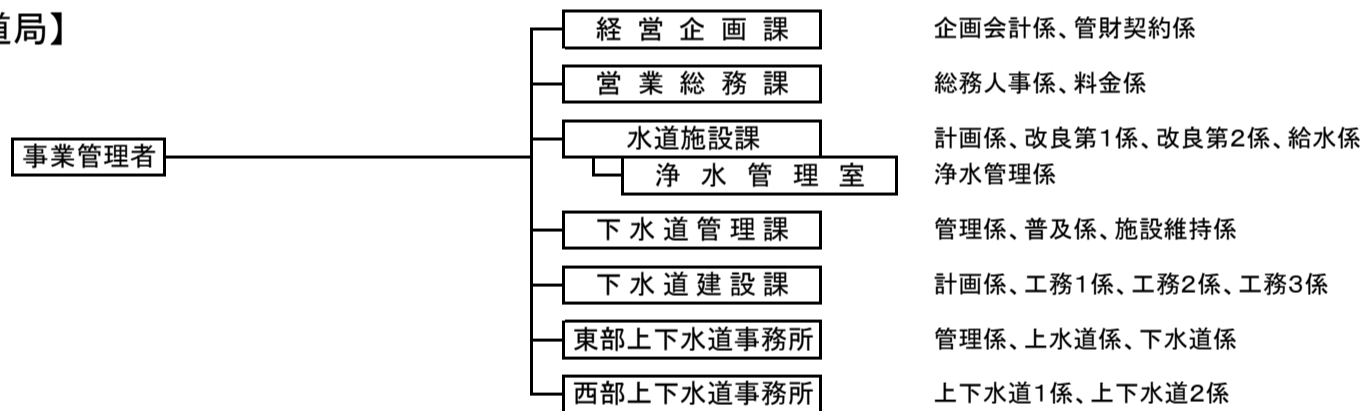 道局】
経営企画課 企画会計係、管財契約係
営業総務課 総務人事係、料金係
水道施設課 計画係、改良第1係、改良第2係、給水係
事業管理者
浄水管理室 浄水管理係
下水道管理課 管理係、普及係、施設維持係
下水道建設課 計画係、工務1係、工務2係、工務3係
東部上下水道事務所 管理係、上水道係、下水道係
西部上下水道事務所 上下水道1係、上下水道2係